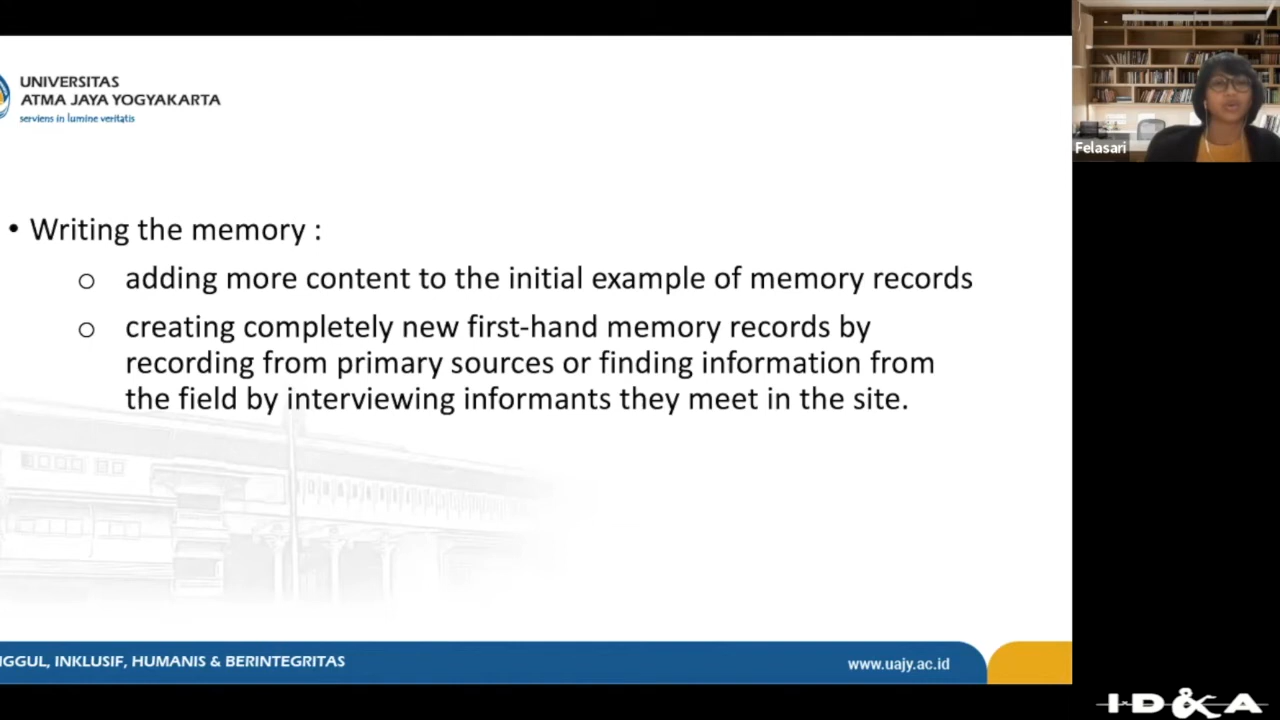 UNIVERSITAS
ATMA JAYA YOGYAKARTA
serviens in lumine veritatis
Felasari
• Writing the memory :
o adding more content to the initial example of memory records
o creating completely new first-hand memory records by
recording from primary sources or finding information from
the field by interviewing informants they meet in the site.
GGUL, INKLUSIF, HUMANIS & BERINTEGRITAS
www.uajy.ac.id
ID&A